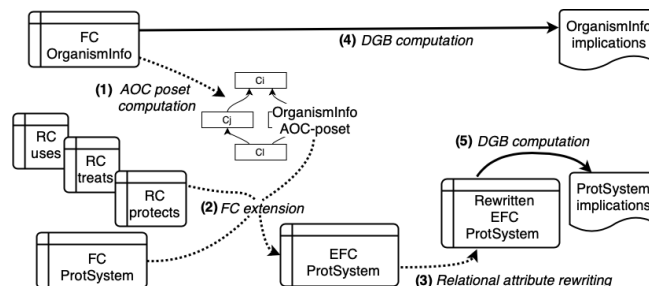 FC
OrganismInfo
(4) DGB computation
OrganismInfo
implications
(1) AOC poset
computation
Ci
Cj
OrganismInfo
AOC-poset
Cl
RC
uses
RC
treats
RC
protects
(2) FC extension
FC
ProtSystem
EFC
ProtSystem
(3) Relational attribute rewriting
Rewritten
EFC
ProtSystem
(5) DGB computation
ProtSystem
implications